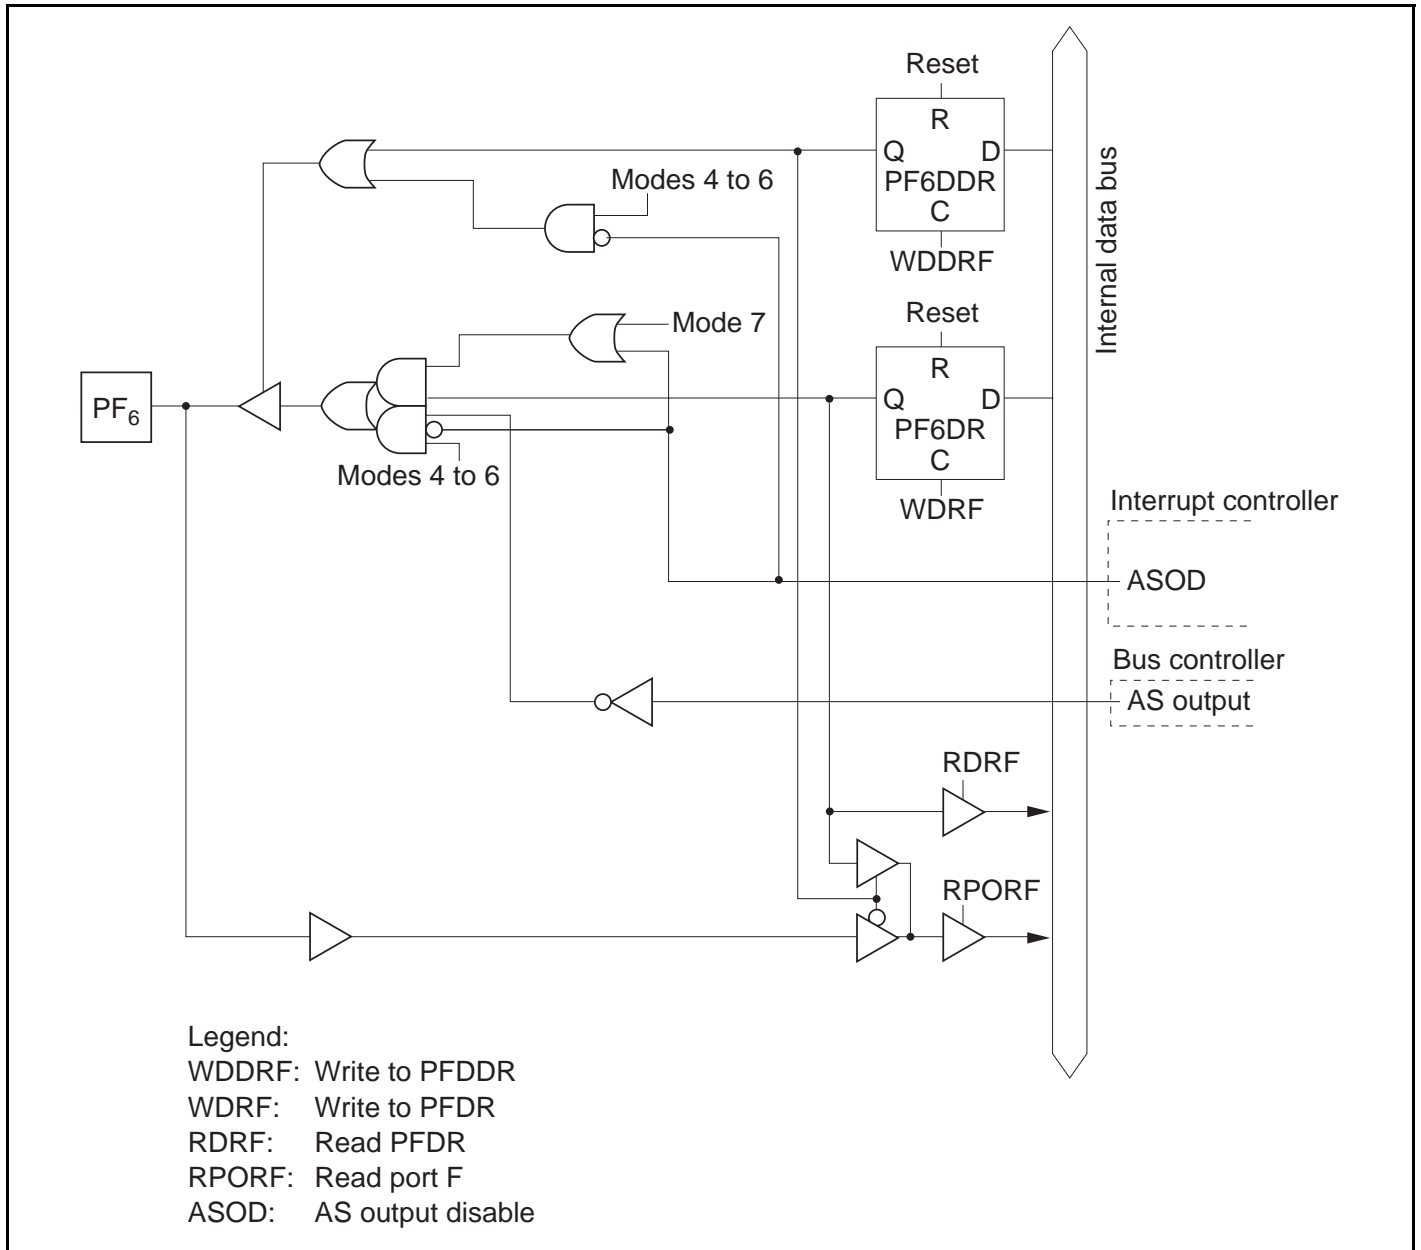 Reset
R
Q D
PF6DDR
C
WDDRF
Modes 4 to 6
Internal data bus
Reset
R
Q D
PF6DR
C
WDRF
Mode 7
PF6
Modes 4 to 6
Interrupt controller
ASOD
Bus controller
AS output
RDRF
RPORF
Legend:
WDDRF: Write to PFDDR
WDRF: Write to PFDR
RDRF: Read PFDR
RPORF: Read port F
ASOD: AS output disable